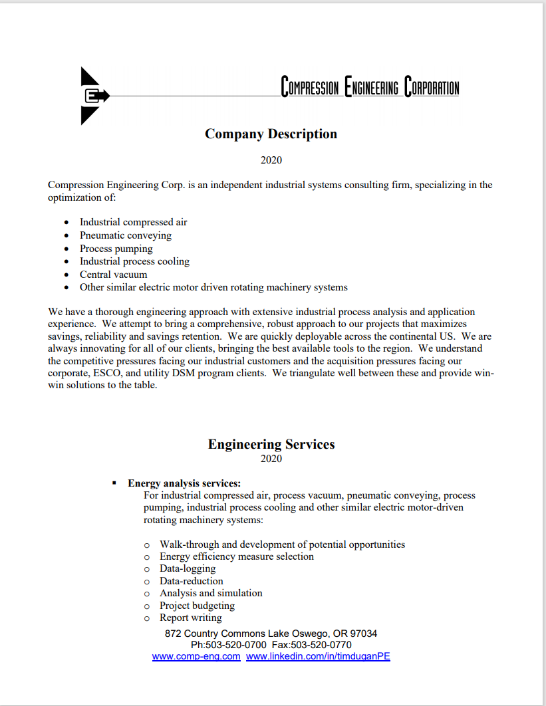 E
COMPRESSION ENGINEERING CORPORATION
Company Description
2020
Compression Engineering Corp. is an independent industrial systems consulting firm, specializing in the
optimization of:
• Industrial compressed air
• Pneumatic conveying
• Process pumping
• Industrial process cooling
• Central vacuum
• Other similar electric motor driven rotating machinery systems
We have a thorough engineering approach with extensive industrial process analysis and application
experience. We attempt to bring a comprehensive, robust approach to our projects that maximizes
savings, reliability and savings retention. We are quickly deployable across the continental US. We are
always innovating for all of our clients, bringing the best available tools to the region. We understand
the competitive pressures facing our industrial customers and the acquisition pressures facing our
corporate, ESCO, and utility DSM program clients. We triangulate well between these and provide win-
win solutions to the table.
Engineering Services
2020
▪ Energy analysis services:
For industrial compressed air, process vacuum, pneumatic conveying, process
pumping, industrial process cooling and other similar electric motor-driven
rotating machinery systems:
o Walk-through and development of potential opportunities
o Energy efficiency measure selection
o Data-logging
o Data-reduction
o Analysis and simulation
o Project budgeting
o Report writing
872 Country Commons Lake Oswego, OR 97034
Ph:503-520-0700 Fax:503-520-0770
www.comp-eng.com www.linkedin.com/in/timduganPE